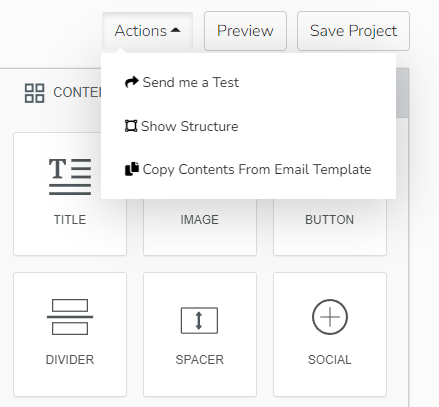 Actions
Preview
Save Project
Send me a Test
Show Structure
Copy Contents From Email Template
CONTE
TITLE
IMAGE
BUTTON
DIVIDER
SPACER
SOCIAL